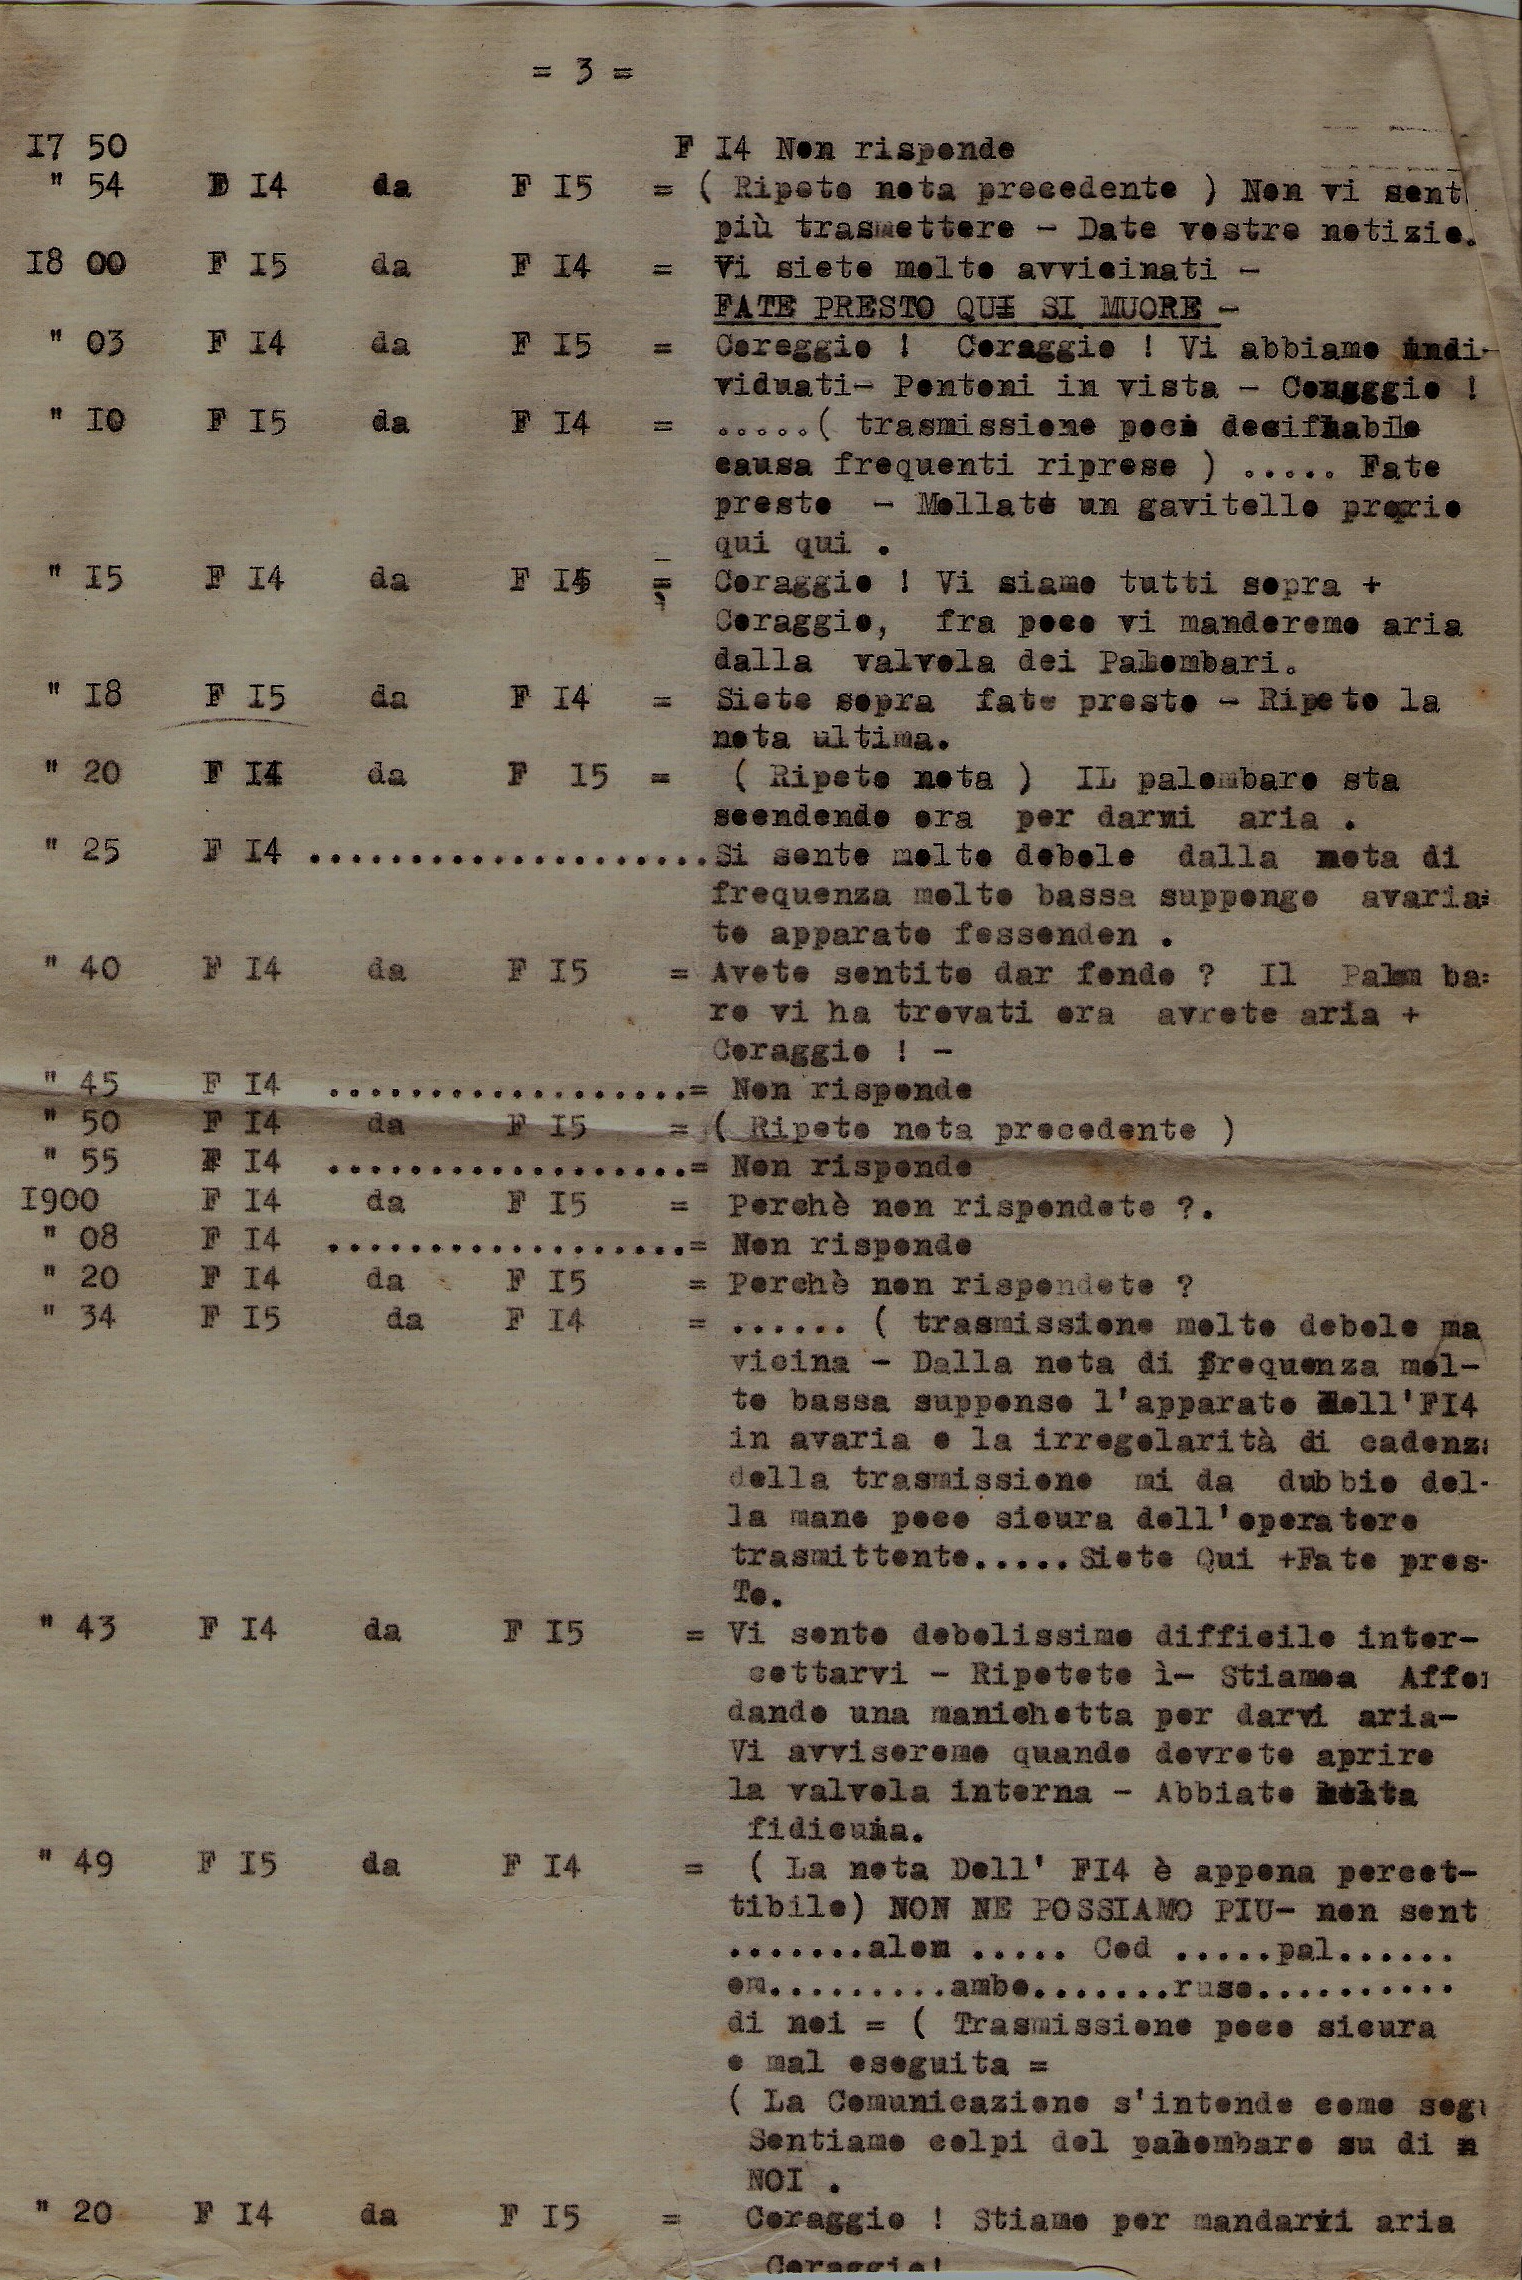 = 3 =
I7 50 F I4 Non risponde
" 54 F I4 da F I5 = ( Ripeto nota precedente ) Non vi sent
più trasmettere - Date vostre notizie.
I8 00 F I5 da F I4 = Vi siete molto avvicinati -
FATE PRESTO QUI SI MUORE -
" 03 F I4 da F I5 = Coreggio ! Coraggio ! Vi abbiamo indi-
viduati- Pontoni in vista - Coraggio !
" I0 F I5 da F I4 = .....( trasmissione poco decifrabile
causa frequenti riprese ) ..... Fate
presto - Mollate un gavitello proprio
qui qui .
" I5 F I4 da F I5 = Coraggio ! Vi siamo tutti sopra +
Coraggio, fra poco vi manderemo aria
dalla valvola dei Palombari.
" I8 F I5 da F I4 = Siete sopra fate presto - Ripeto la
nota ultima.
" 20 F I4 da F I5 = ( Ripeto nota ) IL palombaro sta
scendendo ora per darmi aria .
" 25 F I4 ....................Si sente molto debole dalla nota di
frequenza molto bassa suppongo avaria=
to apparato fessenden .
" 40 F I4 da F I5 = Avete sentito dar fondo ? Il Palom ba=
ro vi ha trovati ora avrete aria +
Coraggio ! -
" 45 F I4 ..................= Non risponde
" 50 F I4 da F I5 = ( Ripeto nota precedente )
" 55 F I4 ..................= Non risponde
I900 F I4 da F I5 = Perchè non rispondete ?.
" 08 F I4 ..................= Non risponde
" 20 F I4 da F I5 = Perchè non rispondete ?
" 34 F I5 da F I4 = ...... ( trasmissione molto debole ma
vicina - Dalla nota di frequenza mol-
to bassa suppenso l'apparato dell'FI4
in avaria e la irregolarità di cadenza
della trasmissione mi da dubbio del-
la mano poco sicura dell'operatore
trasmittente.....Siete Qui +Fate pres-
To.
" 43 F I4 da F I5 = Vi sento debolissimo difficile inter-
cettarvi - Ripetete ì- Stiamoa Affon
dando una manichetta per darvi aria-
Vi avviseremo quando dovrete aprire
la valvola interna - Abbiate molta
fidicuia.
" 49 F I5 da F I4 = ( La nota Dell' FI4 è appena percet-
tibile) NON NE POSSIAMO PIU- non sent
.......alom ..... Cod .....pal......
em..........ambo........ruso..........
di noi = ( Trasmissione poco sicura
e mal eseguita =
( La Comunicazione s'intende come segu
Sentiamo colpi del palombaro su di n
NOI .
" 20 F I4 da F I5 = Coraggio ! Stiamo per mandarvi aria
Coraggio!